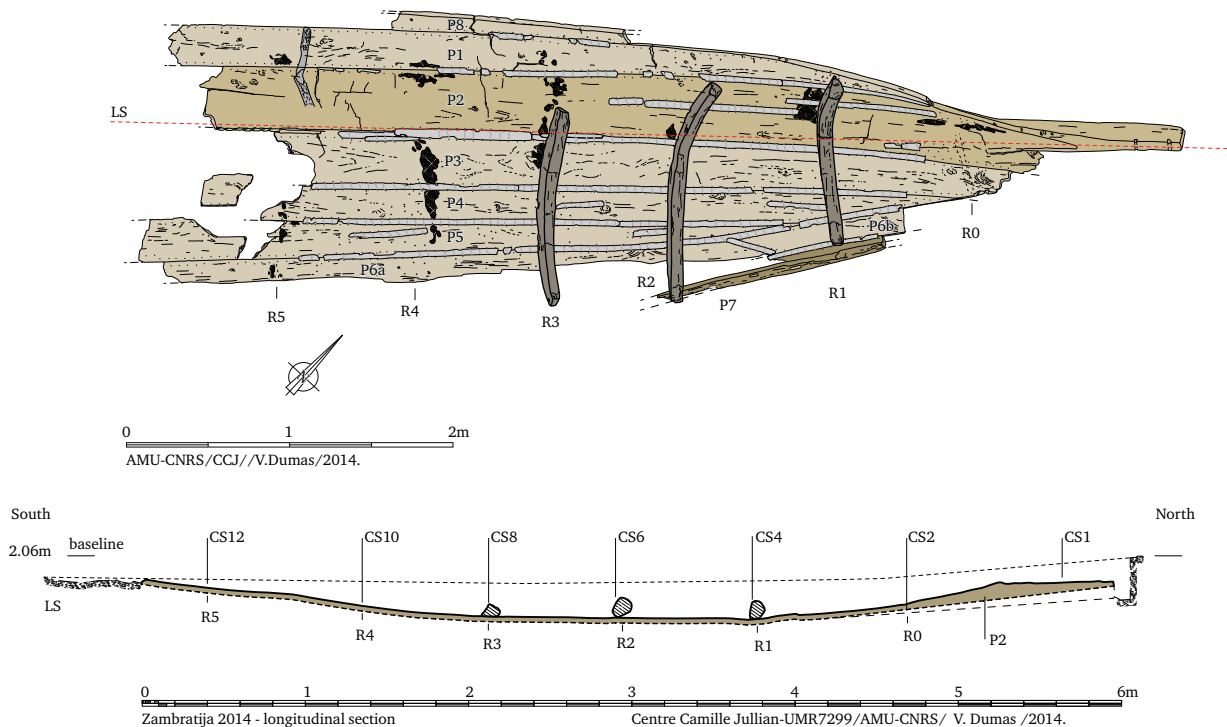 P8
P1
P2
LS
P3
P4
P5
P6b
P6a
R0
R2
R1
P7
R5
R4
R3
0 1 2m
AMU-CNRS/CCJ//V.Dumas/2014.
South North
CS12 CS10 CS8 CS6 CS4 CS2 CS1
2.06m baseline
LS
R5 R4 R3 R2 R1 R0 P2
0 1 2 3 4 5 6m
Zambratija 2014 - longitudinal section Centre Camille Jullian-UMR7299/AMU-CNRS/ V. Dumas /2014.